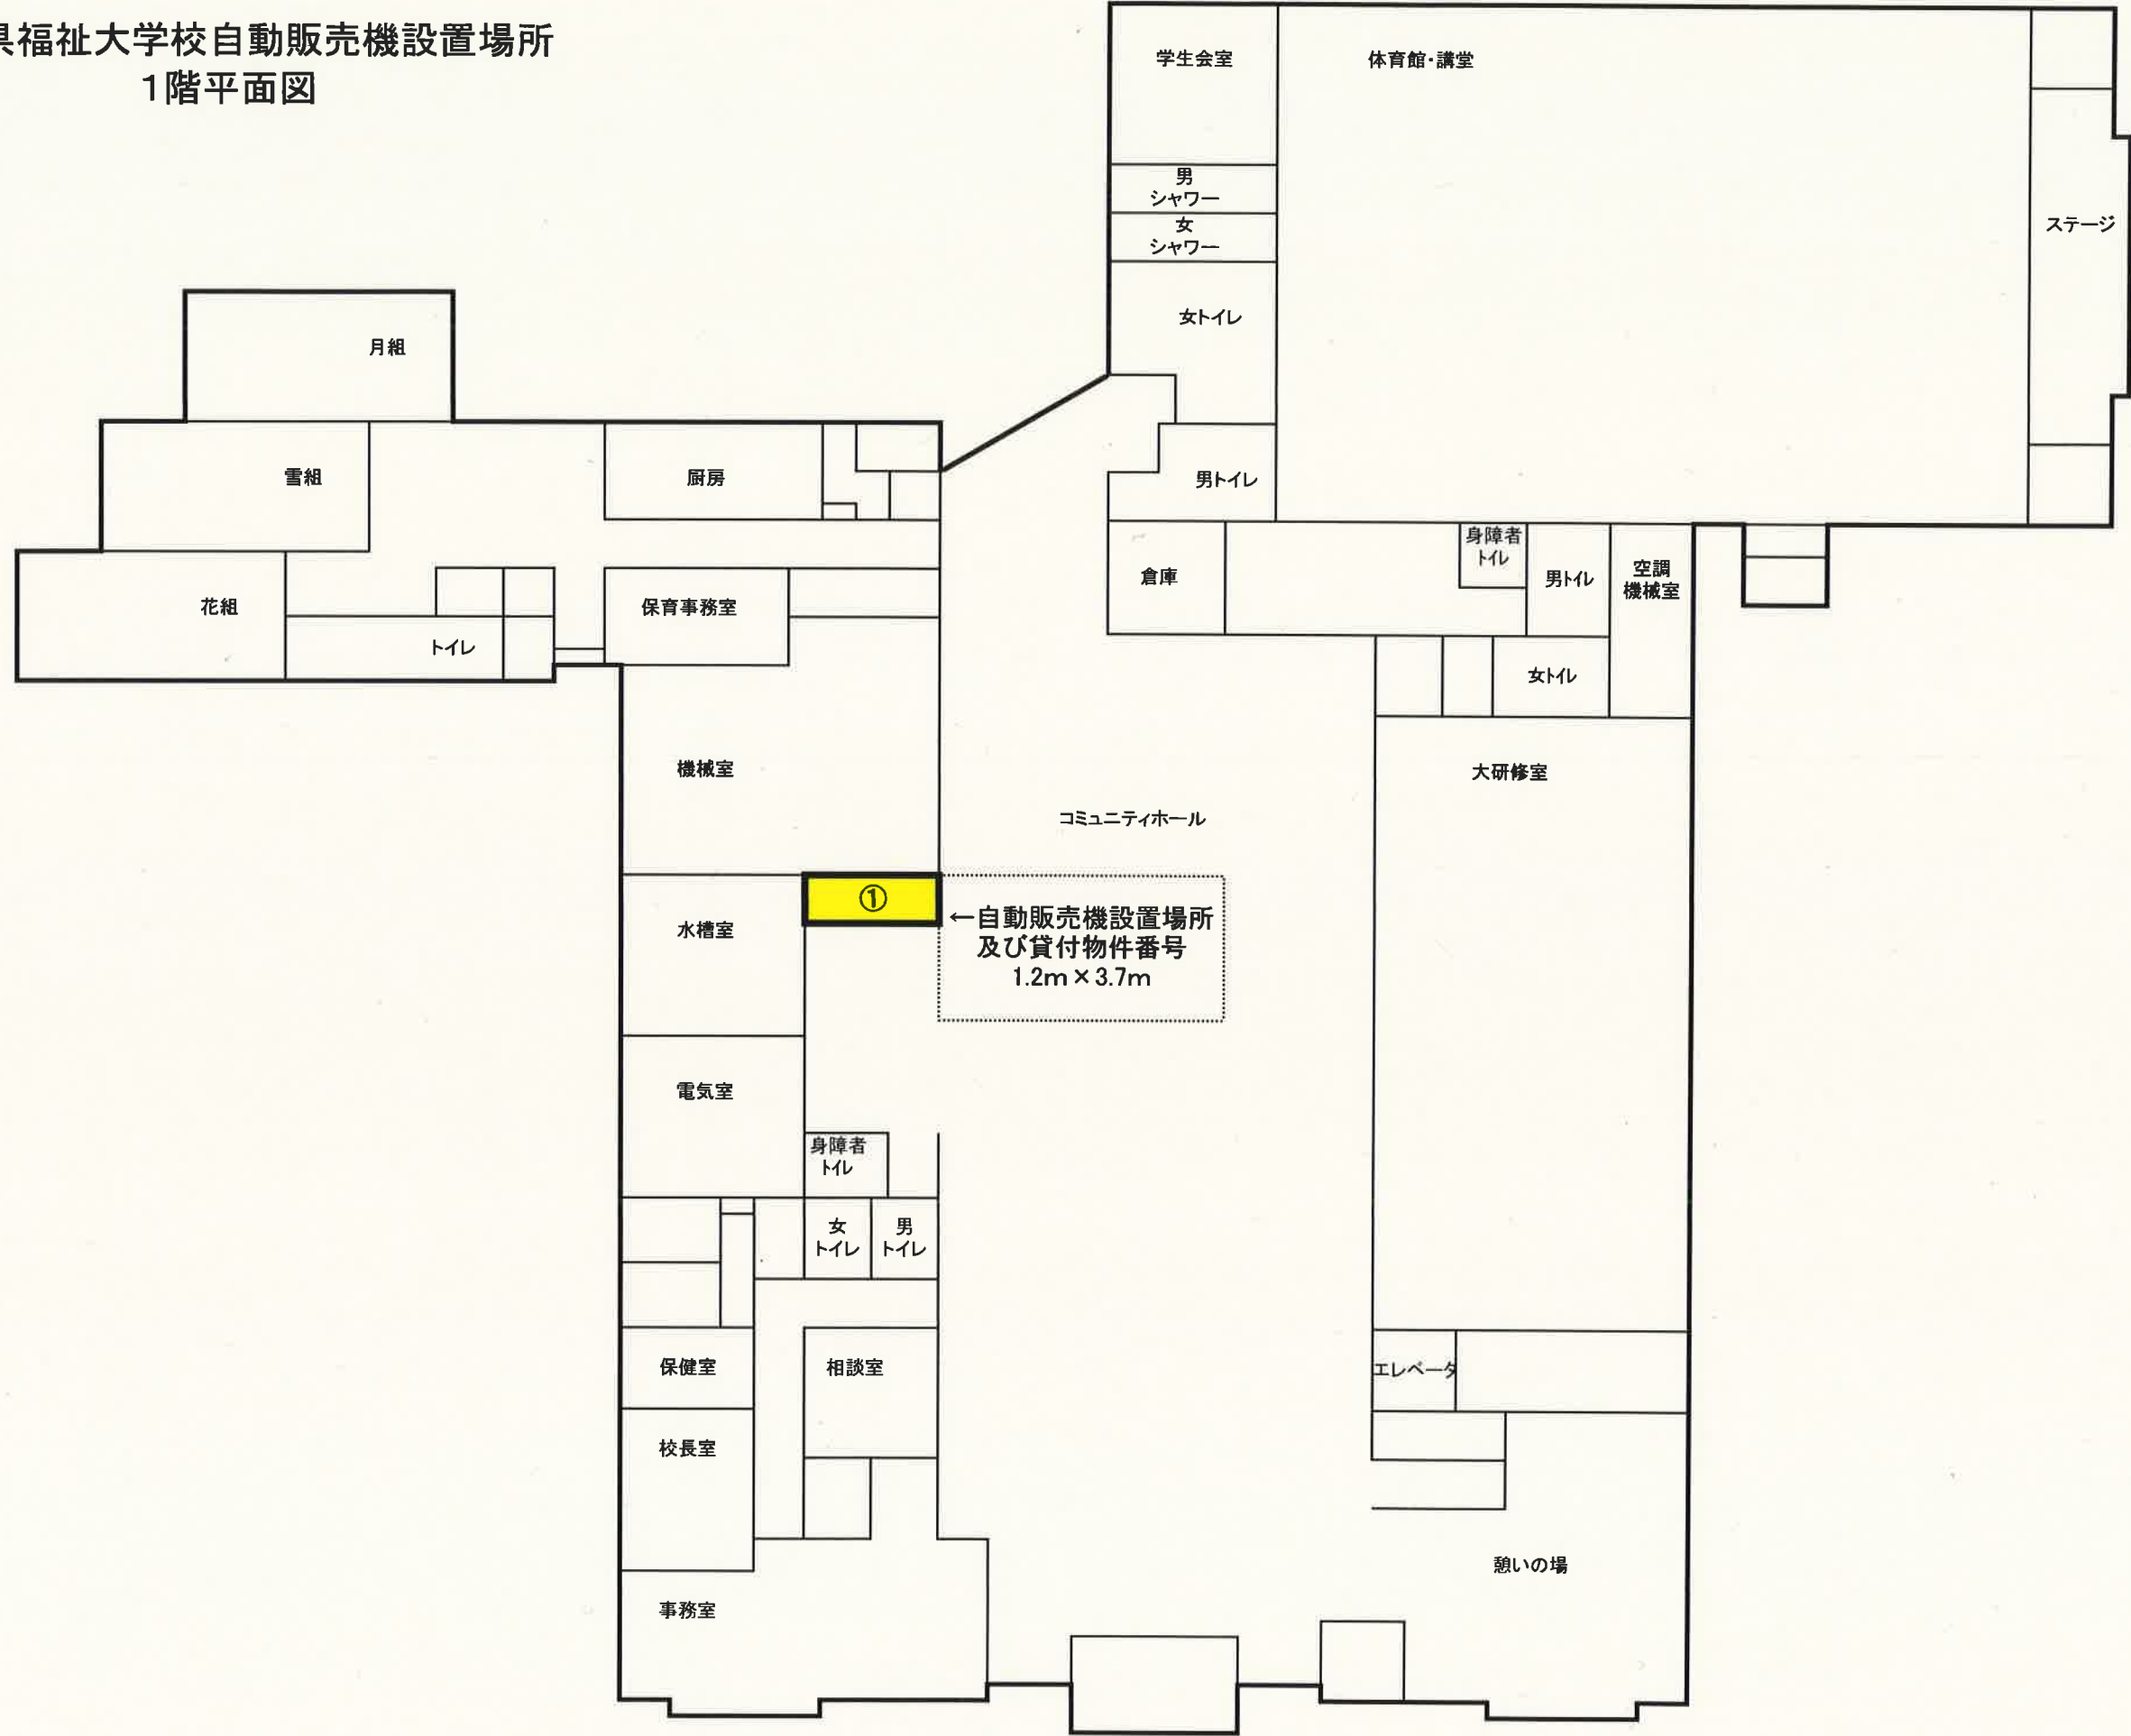 県福祉大学校自動販売機設置場所
1階平面図
学生会室
体育館・講堂
男
シャワー
女
シャワー
ステージ
女トイレ
月組
雪組
厨房
男トイレ
身障者
トイレ
倉庫
男トイレ
空調
機械室
花組
保育事務室
トイレ
女トイレ
機械室
大研修室
コミュニティホール
①
水槽室
←自動販売機設置場所
及び貸付物件番号
1.2m×3.7m
電気室
身障者
トイレ
女
トイレ
男
トイレ
保健室
相談室
エレベータ
校長室
憩いの場
事務室